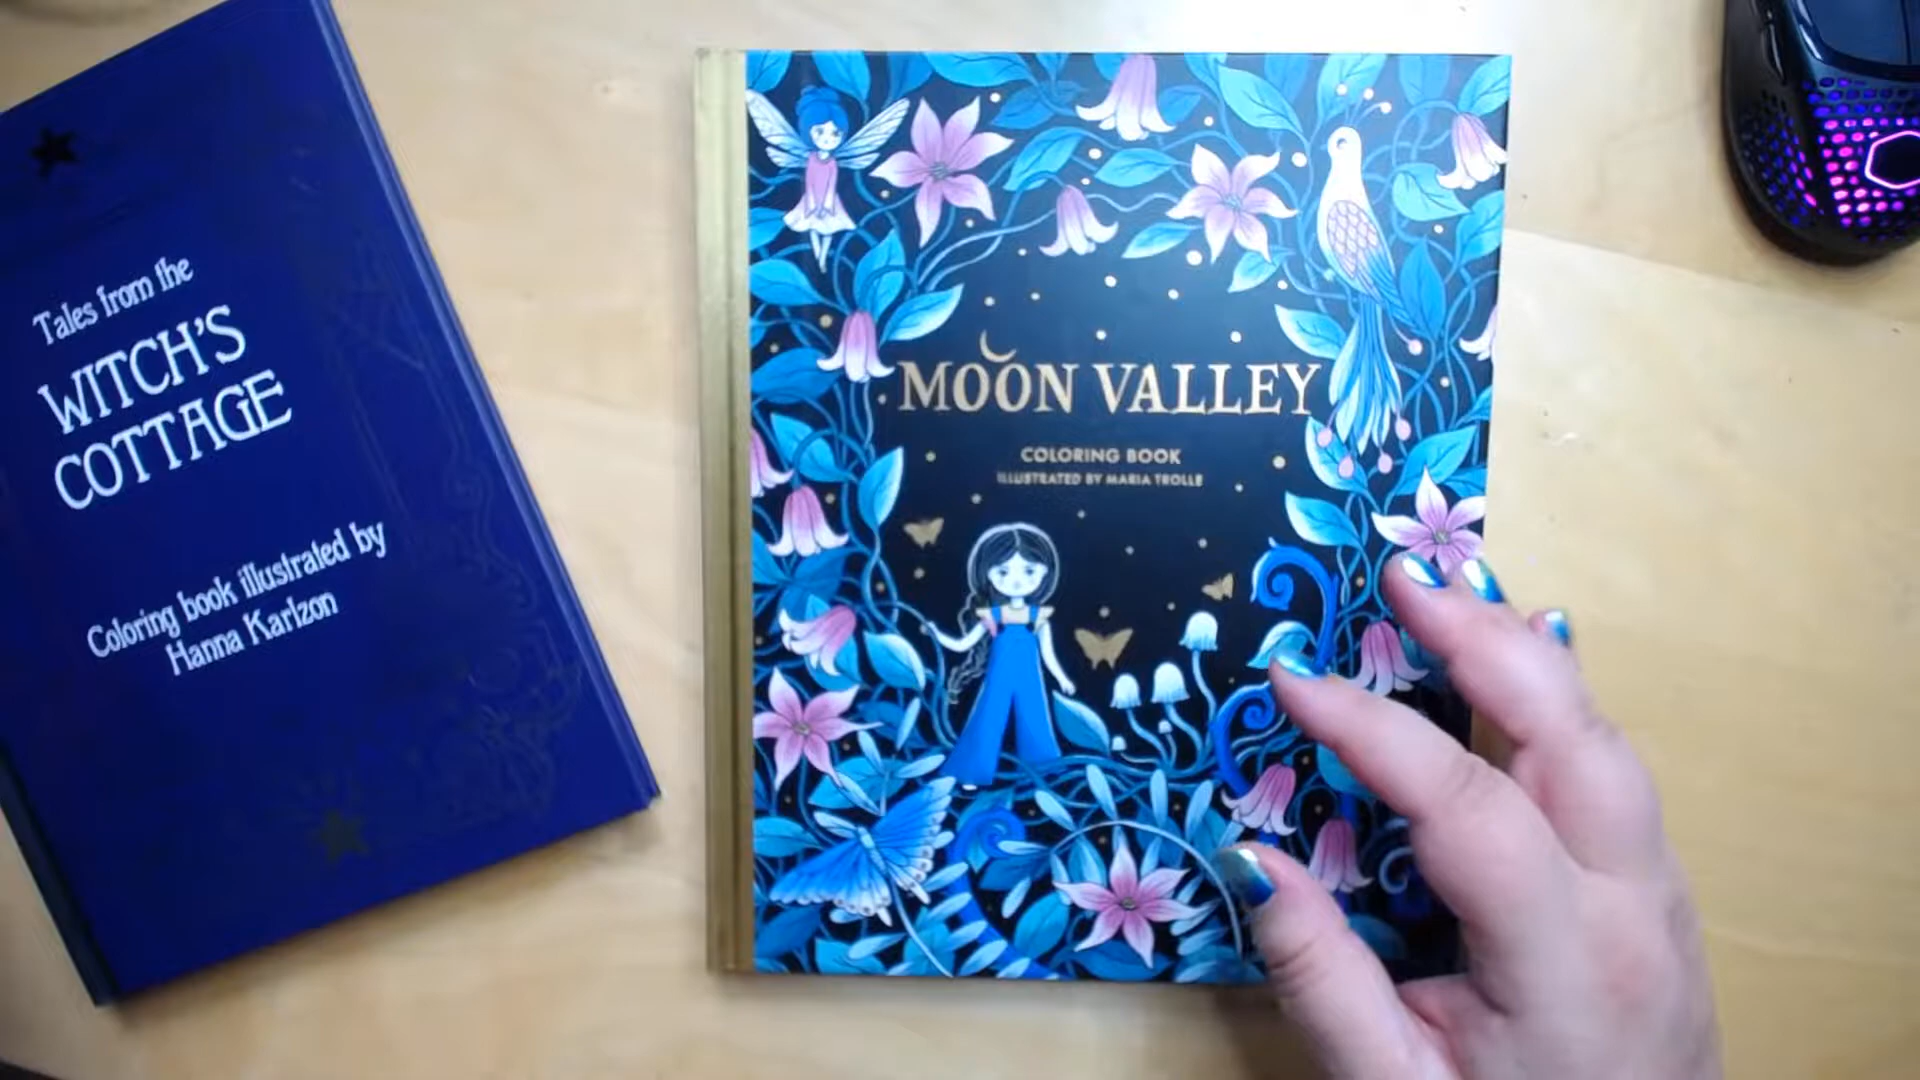 Tales from the
WITCH'S
COTTAGE
Coloring book illustrated by
Hanna Karlzon
MOON VALLEY
COLORING BOOK
ILLUSTRATED BY MARIA TROLLE